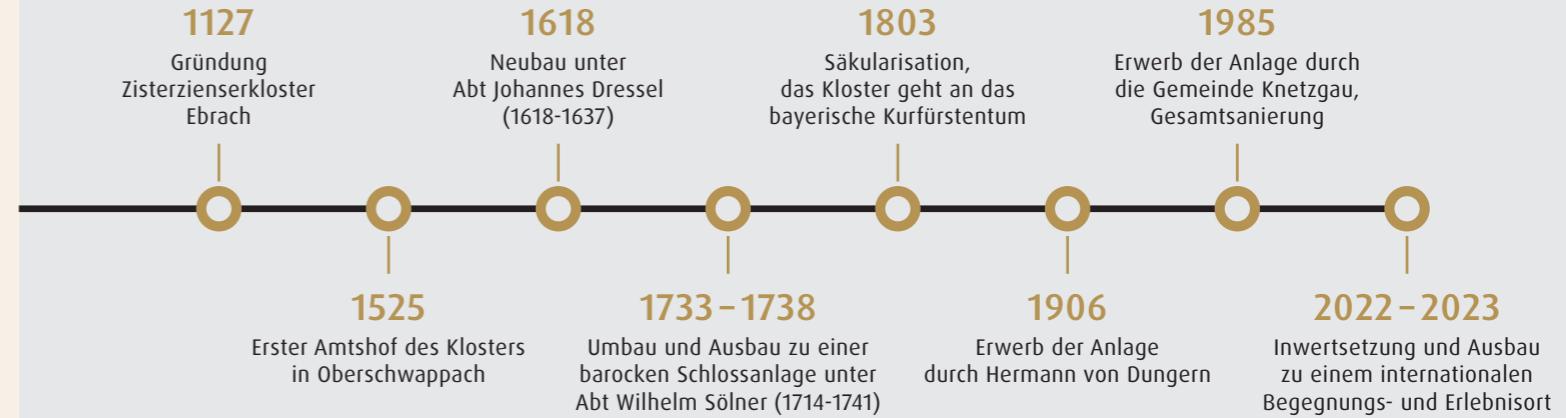 1127
Gründung
Zisterzienserkloster
Ebrach
1525
Erster Amtshof des Klosters
in Oberschwappach
1618
Neubau unter
Abt Johannes Dressel
(1618-1637)
1733 – 1738
Umbau und Ausbau zu einer
barocken Schlossanlage unter
Abt Wilhelm Sölner (1714-1741)
1803
Säkularisation,
das Kloster geht an das
bayerische Kurfürstentum
1906
Erwerb der Anlage
durch Hermann von Dungern
1985
Erwerb der Anlage durch
die Gemeinde Knetzgau,
Gesamtsanierung
2022 – 2023
Inwertsetzung und Ausbau
zu einem internationalen
Begegnungs- und Erlebnisort